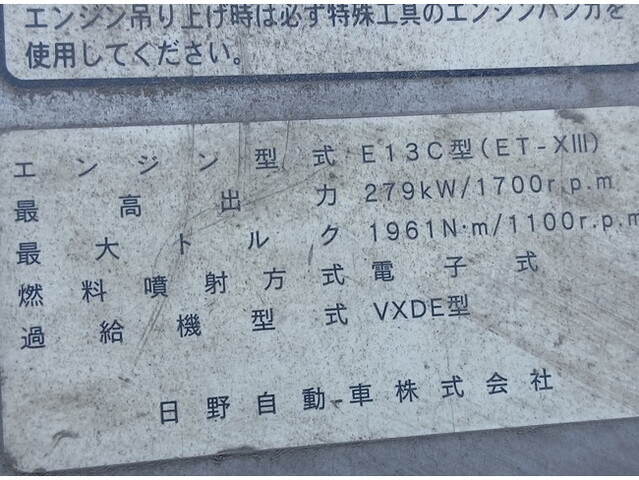 エンジン吊り上げ時は必ず特殊工具のエンジンハンガを
使用してください。
エンジン型式 E13C型(ET-XIII)
最高出力 279kW/1700r.p.m
最大トルク 1961N·m/1100r.p.m
燃料噴射方式 電子式
過給機型式 VXDE型
日野自動車株式会社